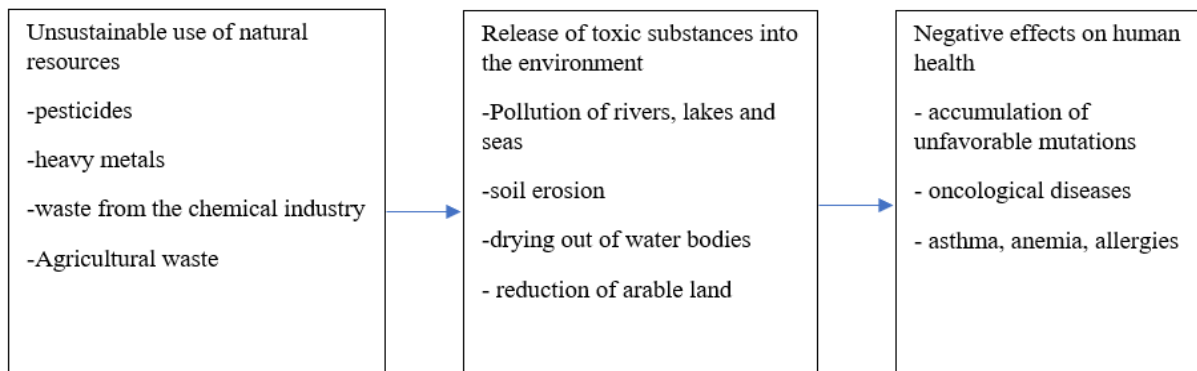 Unsustainable use of natural
resources
-pesticides
-heavy metals
-waste from the chemical industry
-Agricultural waste
Release of toxic substances into
the environment
-Pollution of rivers, lakes and
seas
-soil erosion
-drying out of water bodies
- reduction of arable land
Negative effects on human
health
- accumulation of
unfavorable mutations
- oncological diseases
- asthma, anemia, allergies